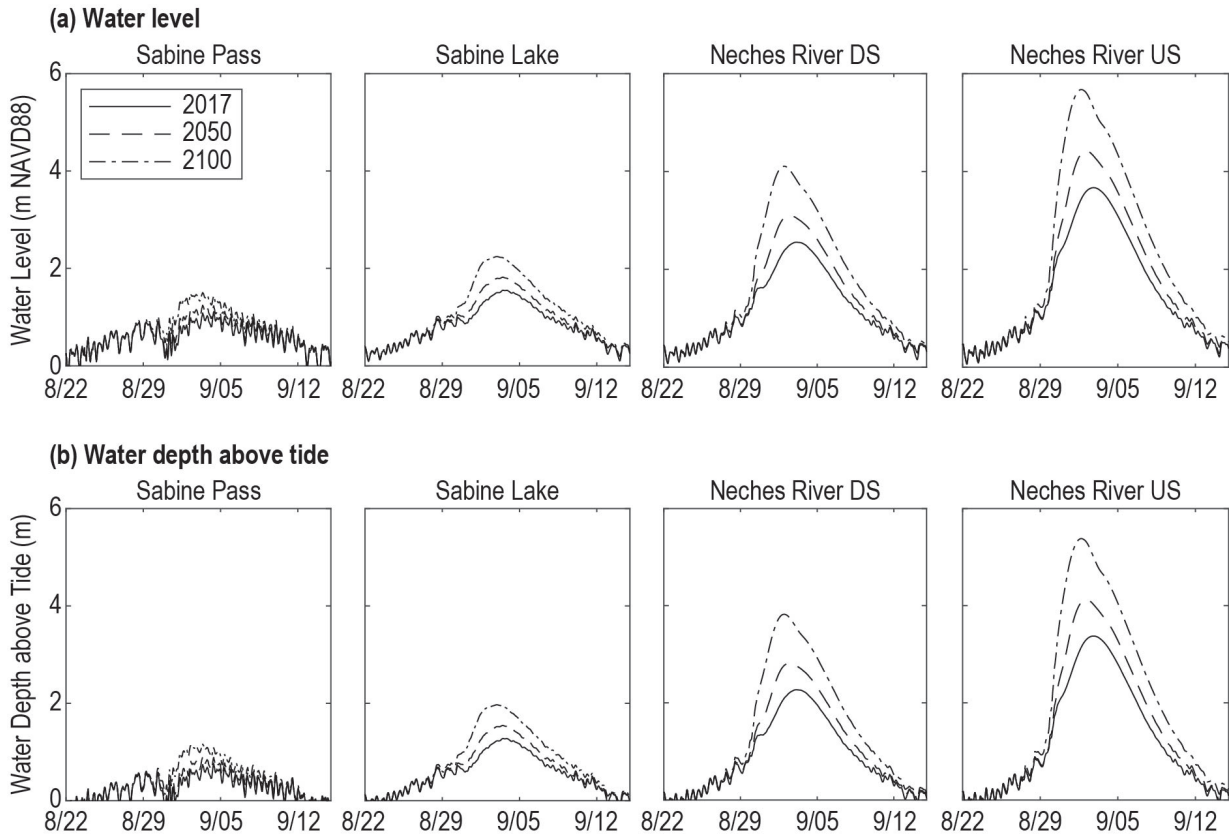 (a) Water level
Sabine Pass
Sabine Lake
Neches River DS
Neches River US
Water Level (m NAVD88)
6
4
2
0
2017
2050
2100
8/22 8/29 9/05 9/12
8/22 8/29 9/05 9/12
8/22 8/29 9/05 9/12
8/22 8/29 9/05 9/12
(b) Water depth above tide
Sabine Pass
Sabine Lake
Neches River DS
Neches River US
Water Depth above Tide (m)
6
4
2
0
8/22 8/29 9/05 9/12
8/22 8/29 9/05 9/12
8/22 8/29 9/05 9/12
8/22 8/29 9/05 9/12